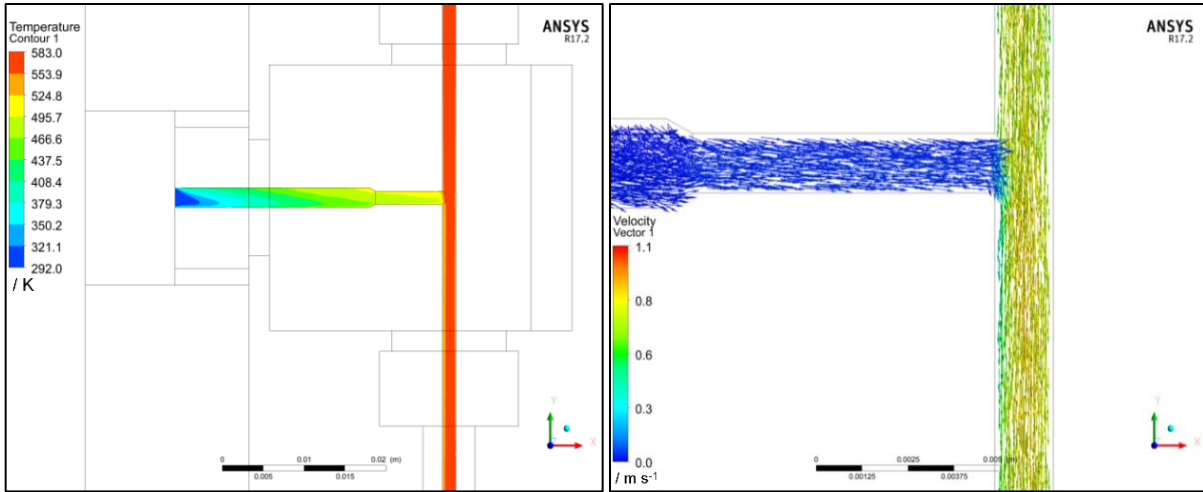 Temperature
Contour 1
583.0
553.9
524.8
495.7
466.6
437.5
408.4
379.3
350.2
321.1
292.0
/ K
ANSYS
R17.2
0 0.01 0.02 (m)
0.005 0.015
Y
X
Z
ANSYS
R17.2
Velocity
Vector 1
1.1
0.8
0.6
0.3
0.0
/ m s⁻¹
0 0.0025 0.005 (m)
0.00125 0.00375
Y
X
Z